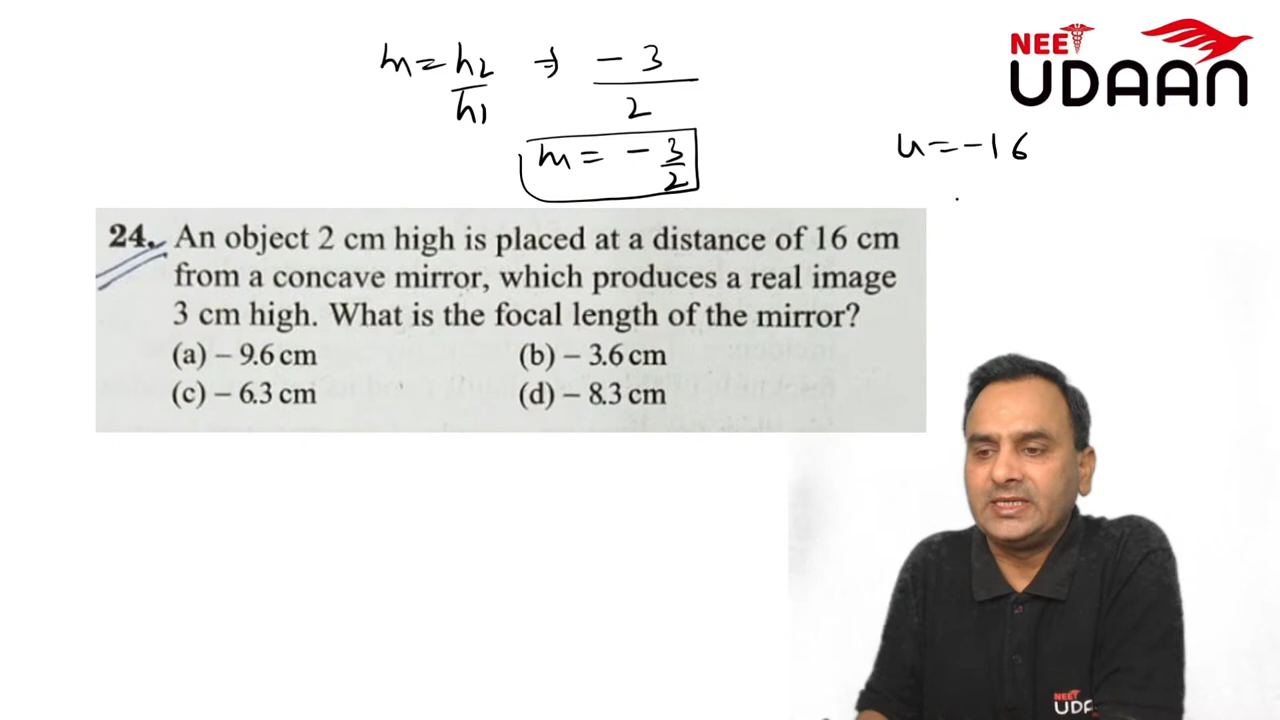 m = h2/h1 ⇒ -3/2
m = -3/2
NEET
UDAAN
u = -16
24. An object 2 cm high is placed at a distance of 16 cm
from a concave mirror, which produces a real image
3 cm high. What is the focal length of the mirror?
(a) – 9.6 cm (b) – 3.6 cm
(c) – 6.3 cm (d) – 8.3 cm
NEET
UDA